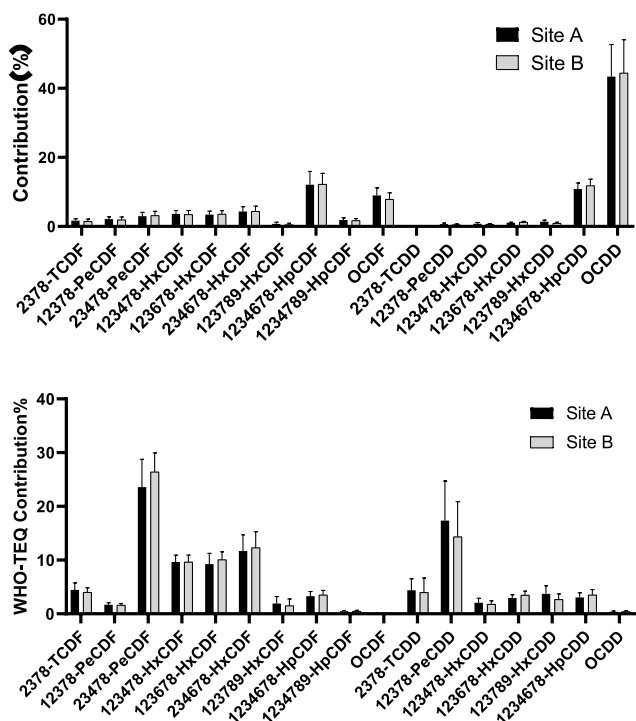 60
40
20
0
Contribution(%)
Site A
Site B
2378-TCDF
12378-PeCDF
23478-PeCDF
123478-HxCDF
123678-HxCDF
234678-HxCDF
123789-HxCDF
1234678-HpCDF
1234789-HpCDF
OCDF
2378-TCDD
12378-PeCDD
123478-HxCDD
123678-HxCDD
123789-HxCDD
1234678-HpCDD
OCDD
40
30
20
10
0
WHO-TEQ Contribution%
Site A
Site B
2378-TCDF
12378-PeCDF
23478-PeCDF
123478-HxCDF
123678-HxCDF
234678-HxCDF
123789-HxCDF
1234678-HpCDF
1234789-HpCDF
OCDF
2378-TCDD
12378-PeCDD
123478-HxCDD
123678-HxCDD
123789-HxCDD
1234678-HpCDD
OCDD